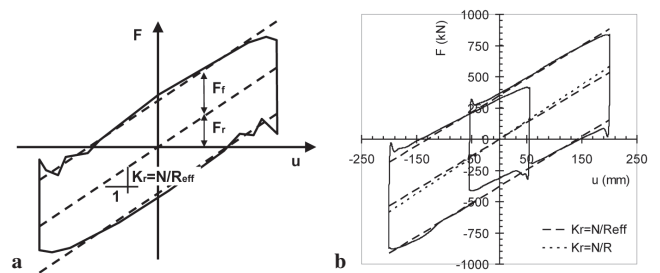 F
Ff
Fr
u
Kr=N/Reff
1
a
F (kN)
1000
750
500
250
0
-250
-500
-750
-1000
-250
-150
-50
50
150
250
u (mm)
Kr=N/Reff
Kr=N/R
b